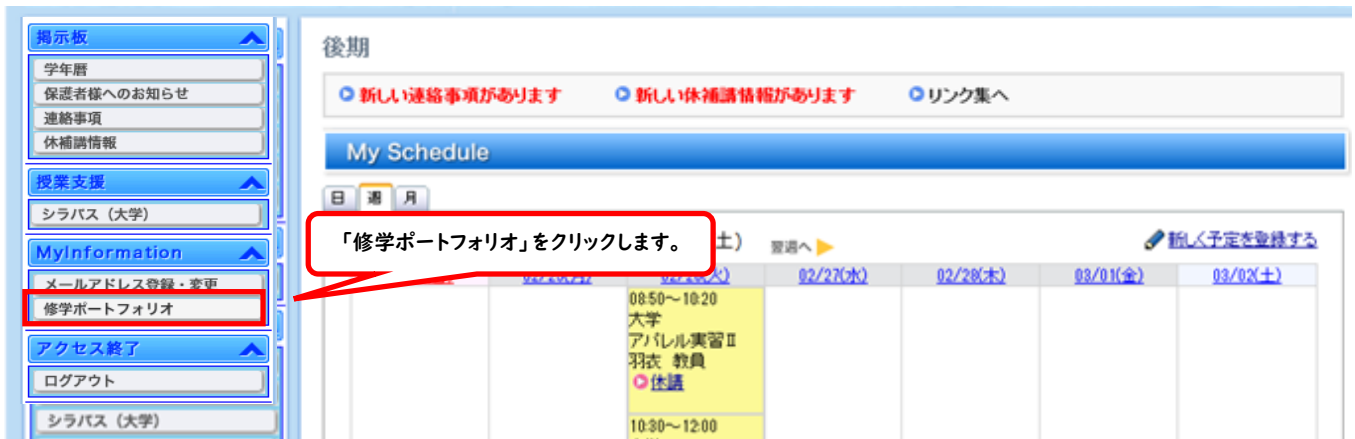 掲示板
学年暦
保護者様へのお知らせ
連絡事項
休補講情報
授業支援
シラバス（大学）
MyInformation
メールアドレス登録・変更
修学ポートフォリオ
アクセス終了
ログアウト
シラバス（大学）
後期
新しい連絡事項があります　新しい休補講情報があります　リンク集へ
My Schedule
日　週　月
「修学ポートフォリオ」をクリックします。
土)　翌週へ　新しく予定を登録する
02/27(水)　02/28(木)　03/01(金)　03/02(土)
08:50～10:20
大学
アパレル実習Ⅱ
羽衣 教員
休講
10:30～12:00